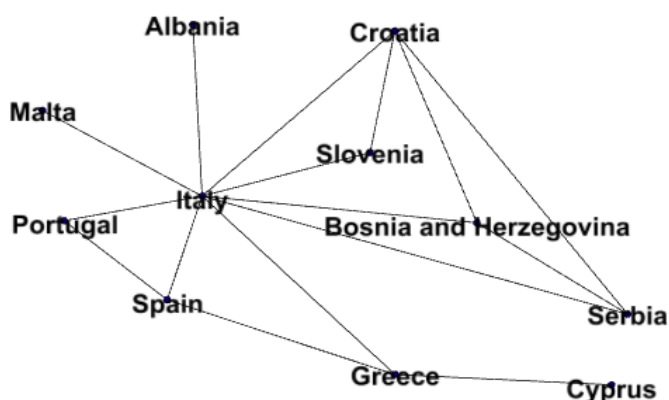 Albania
Croatia
Malta
Slovenia
Italy
Portugal
Bosnia and Herzegovina
Spain
Serbia
Greece
Cyprus